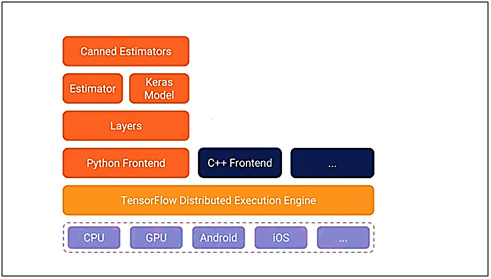 Canned Estimators
Estimator
Keras
Model
Layers
Python Frontend
C++ Frontend
...
TensorFlow Distributed Execution Engine
CPU
GPU
Android
iOS
...